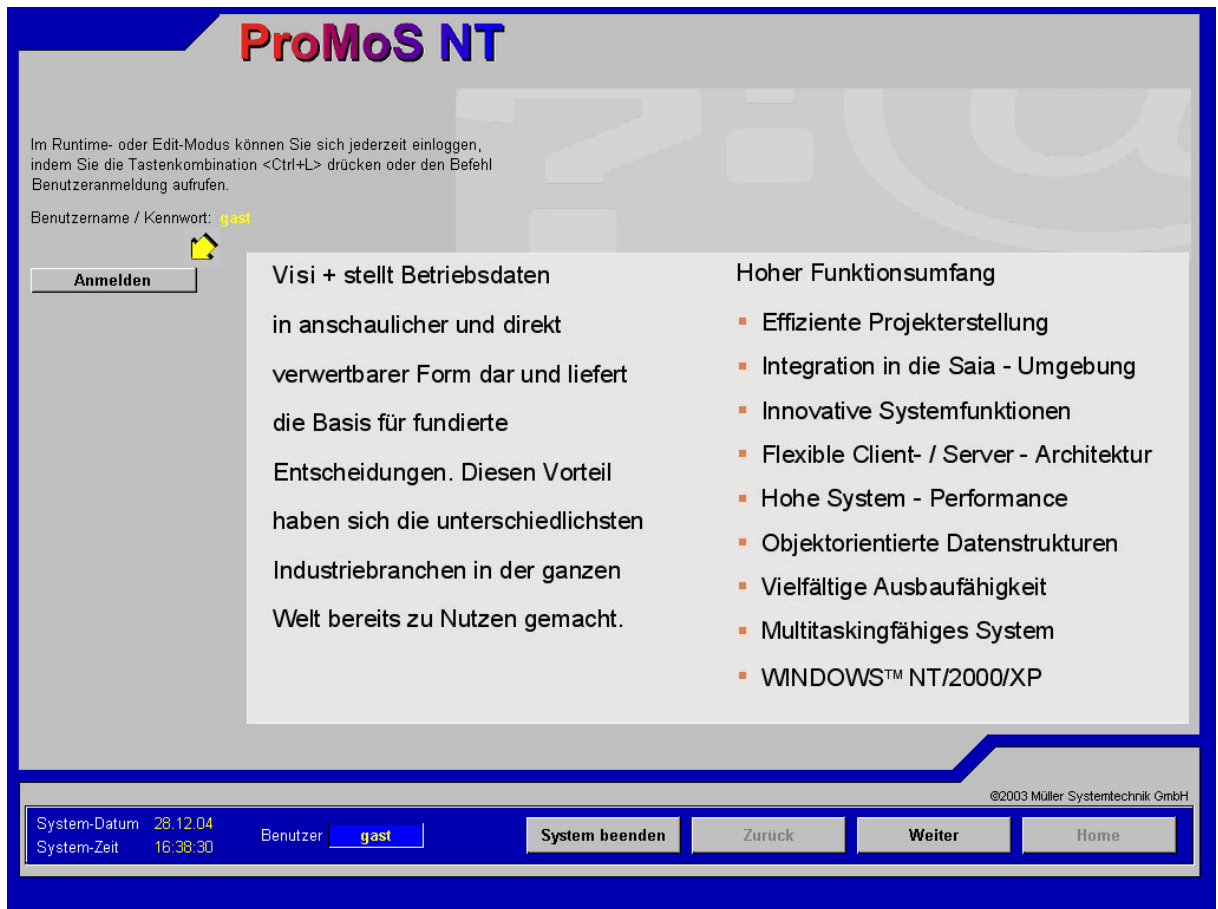 ProMoS NT
Im Runtime- oder Edit-Modus können Sie sich jederzeit einloggen,
indem Sie die Tastenkombination <Ctrl+L> drücken oder den Befehl
Benutzeranmeldung aufrufen.
Benutzername / Kennwort: gast
Anmelden
Visi + stellt Betriebsdaten
in anschaulicher und direkt
verwertbarer Form dar und liefert
die Basis für fundierte
Entscheidungen. Diesen Vorteil
haben sich die unterschiedlichsten
Industriebranchen in der ganzen
Welt bereits zu Nutzen gemacht.
Hoher Funktionsumfang
▪ Effiziente Projekterstellung
▪ Integration in die Saia - Umgebung
▪ Innovative Systemfunktionen
▪ Flexible Client- / Server - Architektur
▪ Hohe System - Performance
▪ Objektorientierte Datenstrukturen
▪ Vielfältige Ausbaufähigkeit
▪ Multitaskingfähiges System
▪ WINDOWS™ NT/2000/XP
©2003 Müller Systemtechnik GmbH
System-Datum 28.12.04
System-Zeit 16:38:30
Benutzer gast
System beenden
Zurück
Weiter
Home